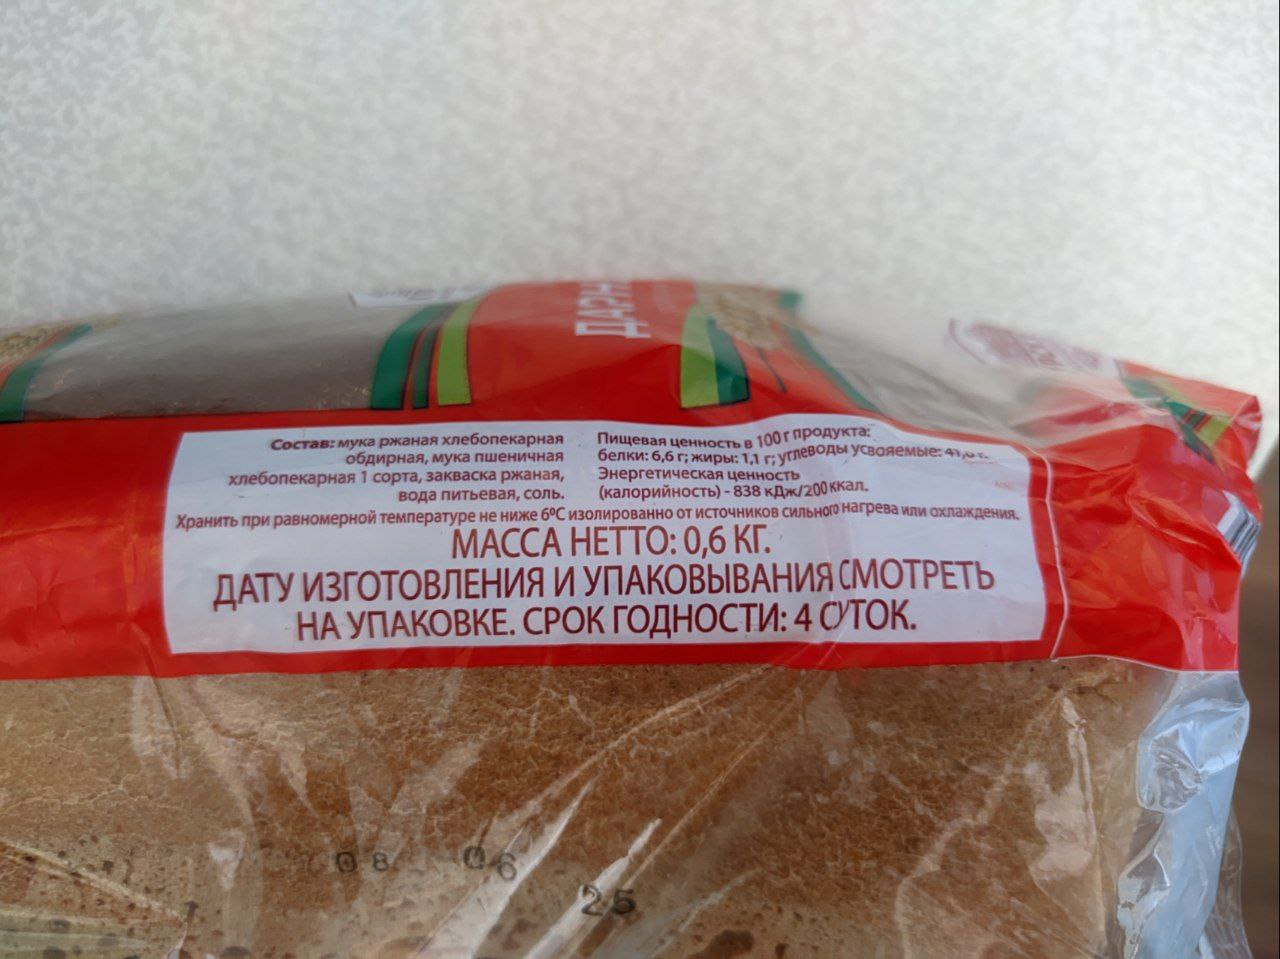 ДАРН
Состав: мука ржаная хлебопекарная
обдирная, мука пшеничная
хлебопекарная 1 сорта, закваска ржаная,
вода питьевая, соль.
Пищевая ценность в 100 г продукта:
белки: 6,6 г; жиры: 1,1 г; углеводы усвояемые:
Энергетическая ценность
(калорийность) - 838 кДж/200 ккал.
Хранить при равномерной температуре не ниже 6ºС изолированно от источников сильного нагрева или охлаждения.
МАССА НЕТТО: 0,6 КГ.
ДАТУ ИЗГОТОВЛЕНИЯ И УПАКОВЫВАНИЯ СМОТРЕТЬ
НА УПАКОВКЕ. СРОК ГОДНОСТИ: 4 СУТОК.
08 06
25